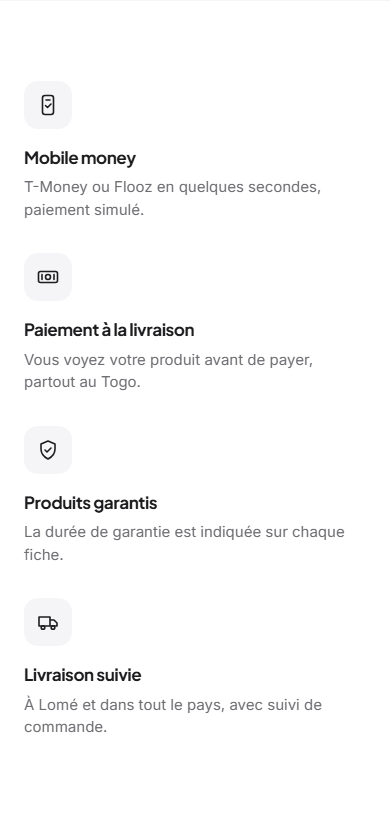 Mobile money
T-Money ou Flooz en quelques secondes,
paiement simulé.
Paiement à la livraison
Vous voyez votre produit avant de payer,
partout au Togo.
Produits garantis
La durée de garantie est indiquée sur chaque
fiche.
Livraison suivie
À Lomé et dans tout le pays, avec suivi de
commande.